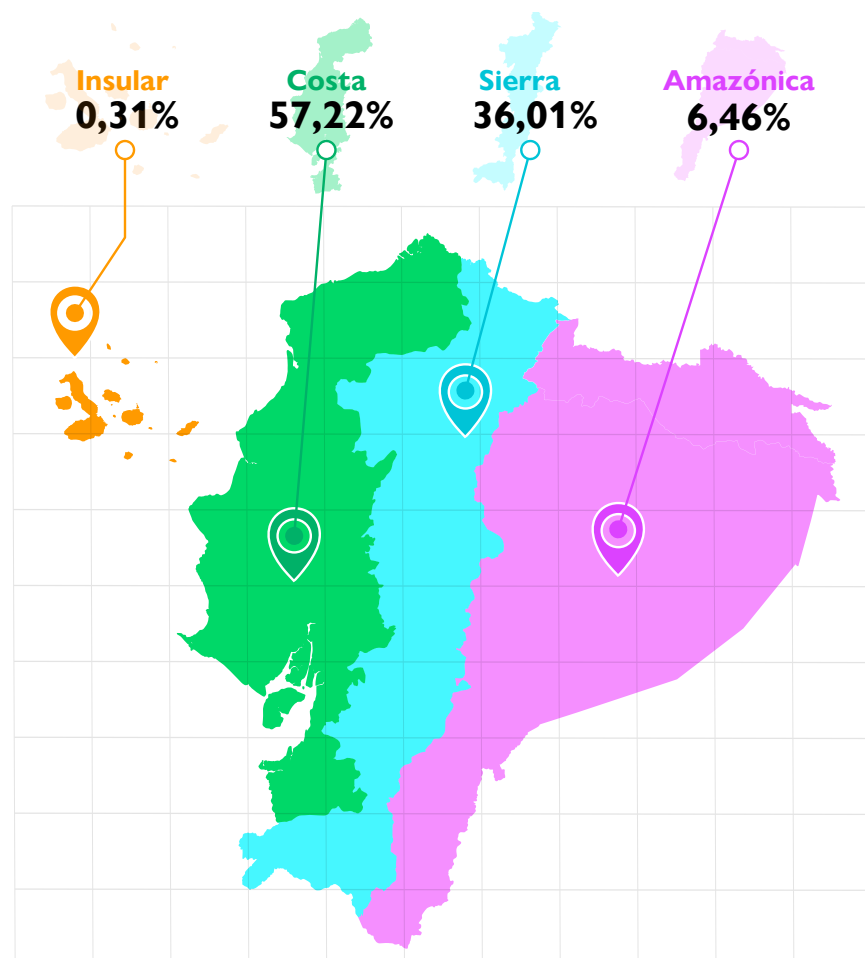 Insular
0,31%
Costa
57,22%
Sierra
36,01%
Amazónica
6,46%